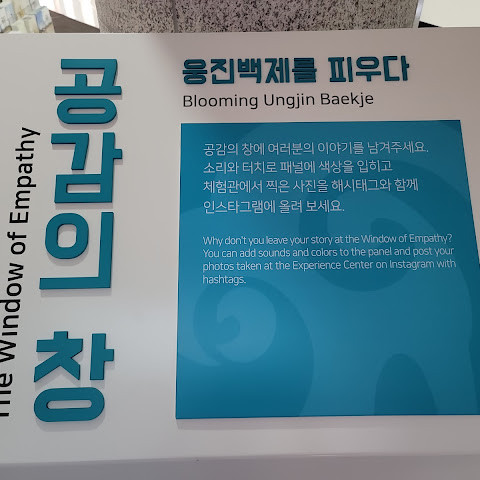 공감의 창
The Window of Empathy
웅진백제를 피우다
Blooming Ungjin Baekje
공감의 창에 여러분의 이야기를 남겨주세요.
소리와 터치로 패널에 색상을 입히고
체험관에서 찍은 사진을 해시태그와 함께
인스타그램에 올려 보세요.
Why don't you leave your story at the Window of Empathy?
You can add sounds and colors to the panel and post your
photos taken at the Experience Center on Instagram with
hashtags.